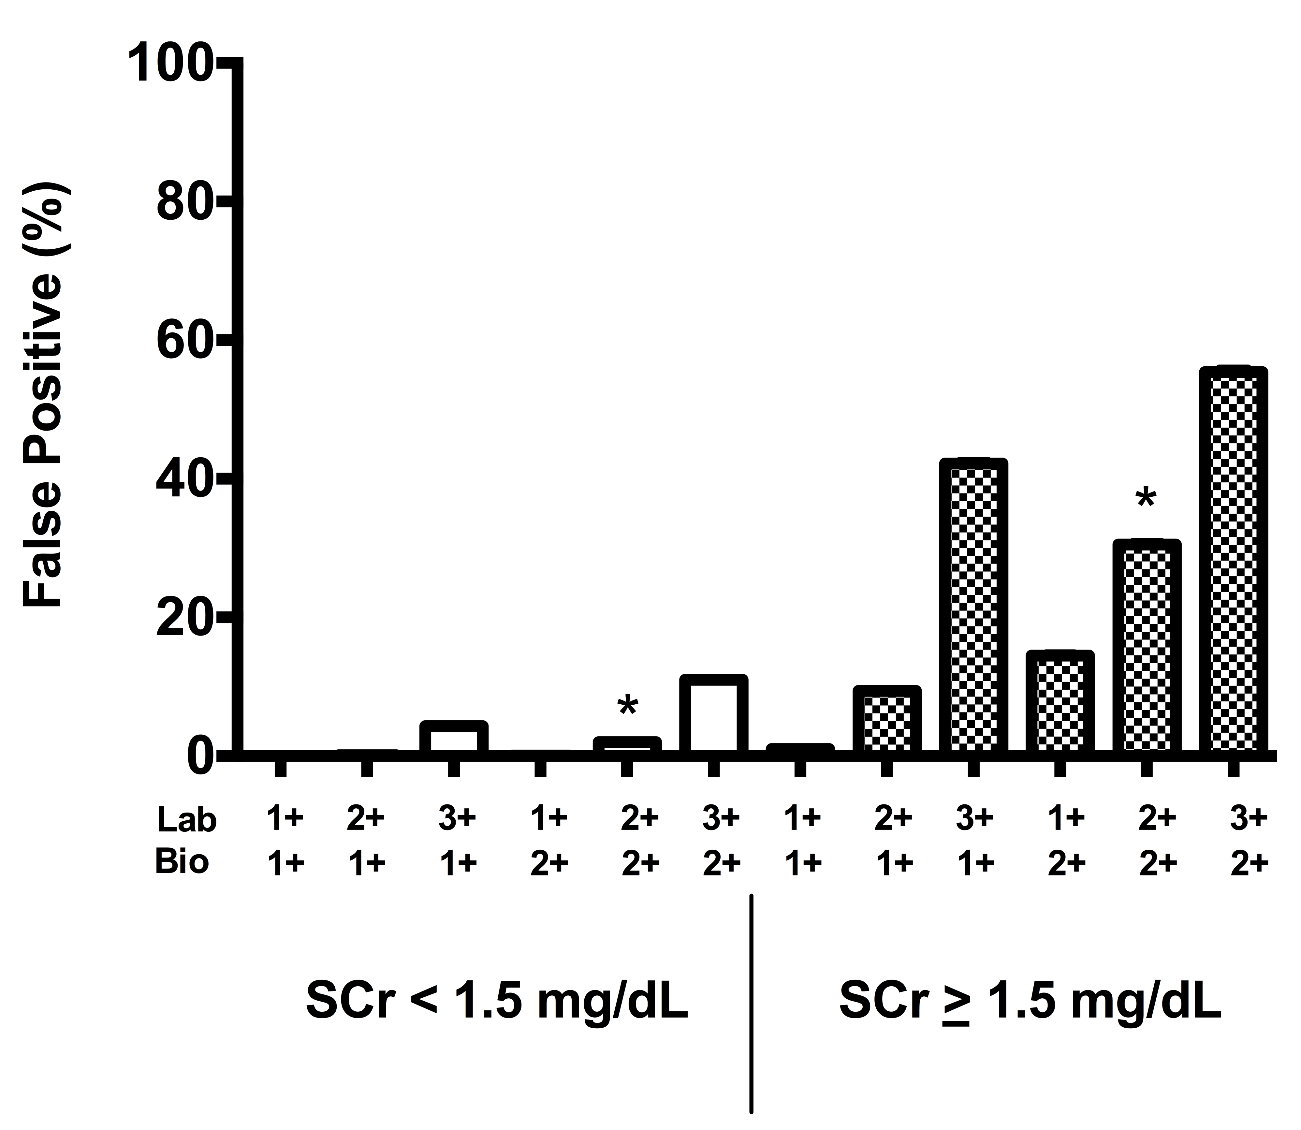 False Positive (%)
100
80
60
40
20
0
Lab 1+ 2+ 3+ 1+ 2+ 3+ 1+ 2+ 3+ 1+ 2+ 3+
Bio 1+ 1+ 1+ 2+ 2+ 2+ 1+ 1+ 1+ 2+ 2+ 2+
*
*
SCr < 1.5 mg/dL
SCr ≥ 1.5 mg/dL